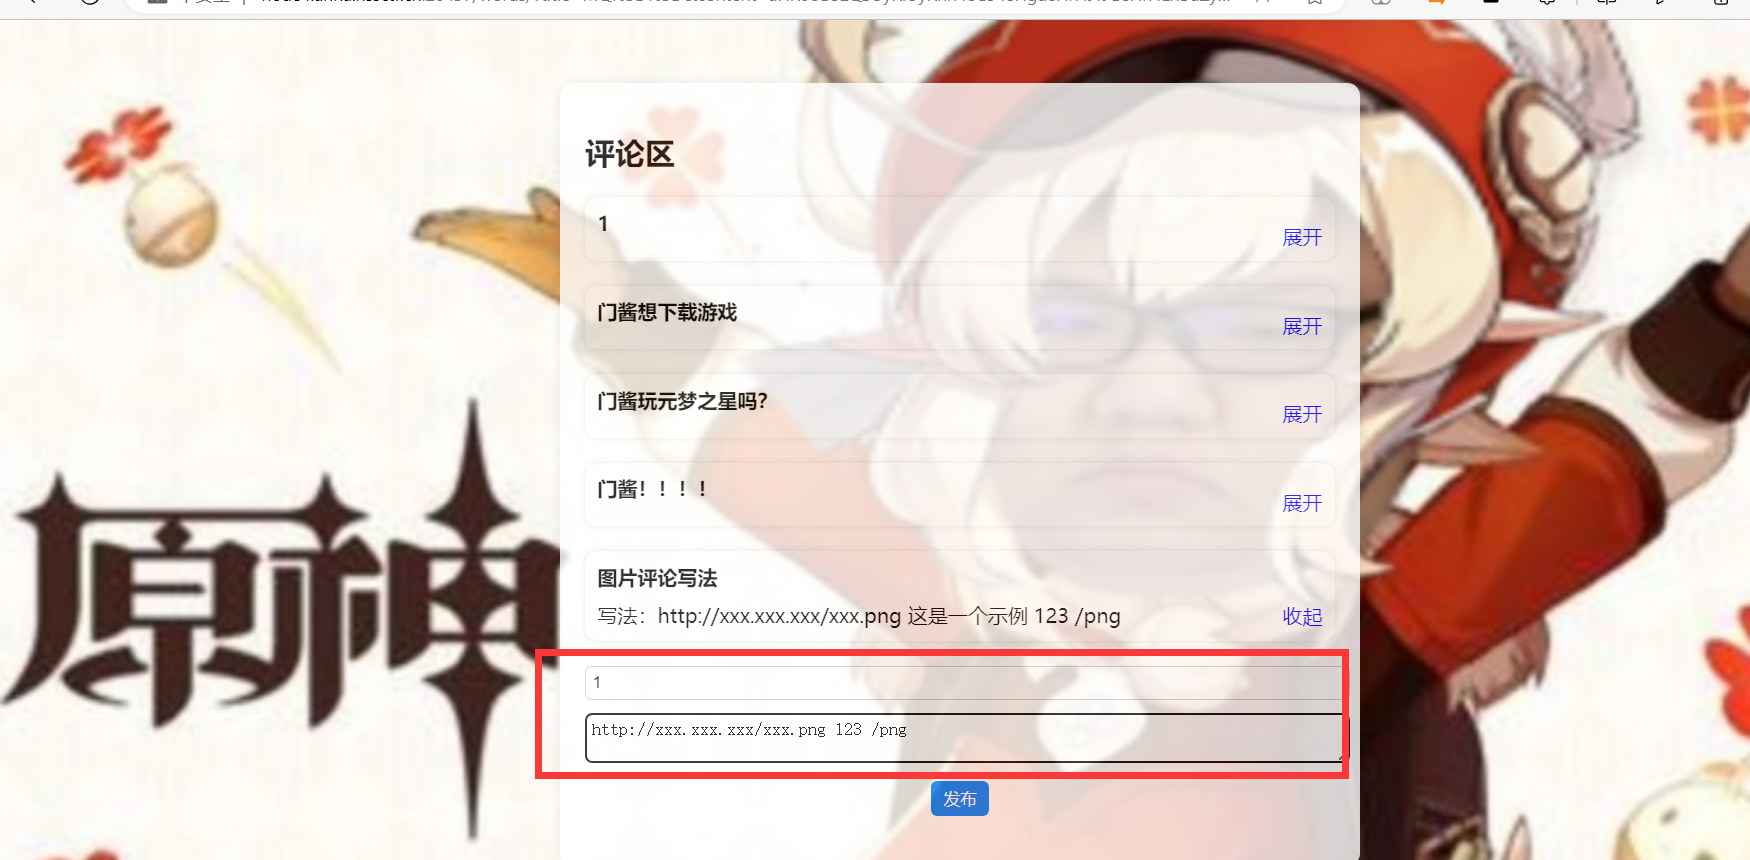 评论区
1
展开
门酱想下载游戏
展开
门酱玩元梦之星吗?
展开
门酱！！！！
展开
图片评论写法
写法：http://xxx.xxx.xxx/xxx.png 这是一个示例 123 /png
收起
原神
1
http://xxx.xxx.xxx/xxx.png 123 /png
发布